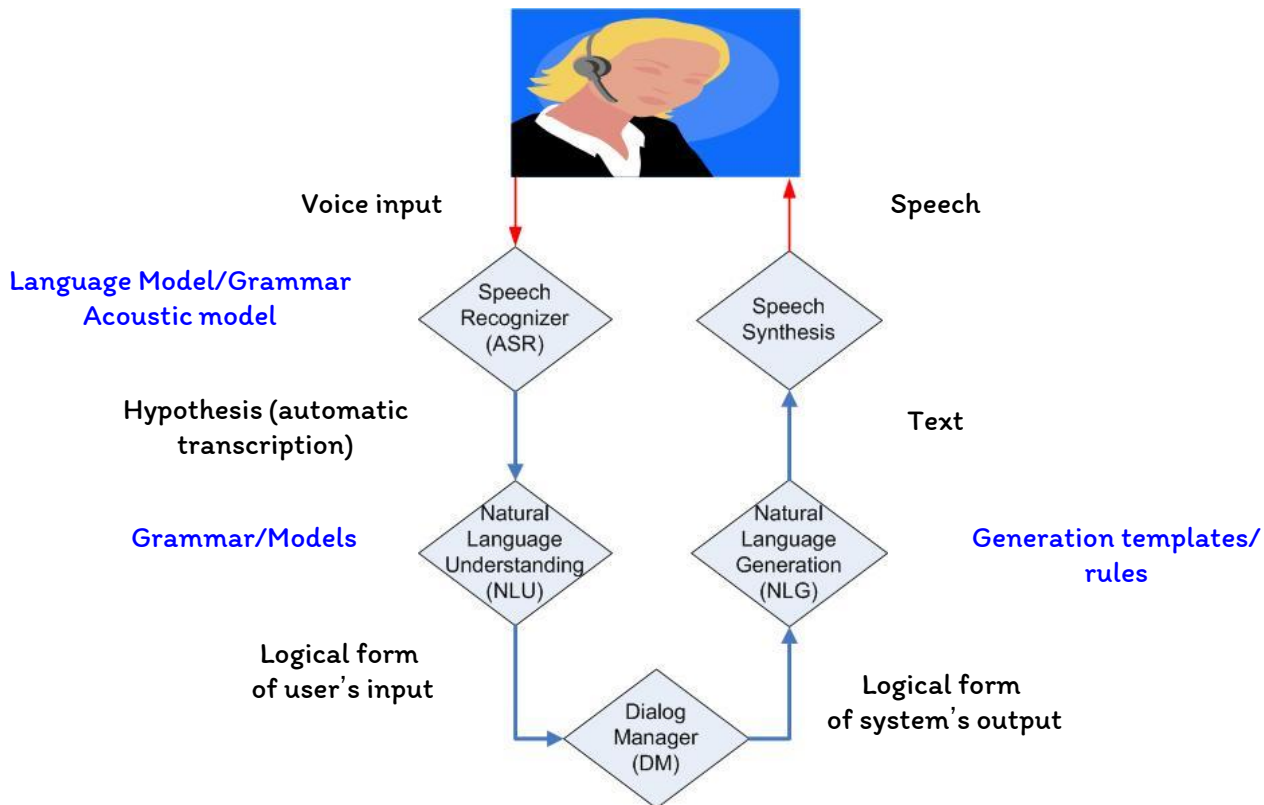 Voice input
Speech
Language Model/Grammar
Acoustic model
Speech
Recognizer
(ASR)
Speech
Synthesis
Hypothesis (automatic
transcription)
Text
Grammar/Models
Natural
Language
Understanding
(NLU)
Natural
Language
Generation
(NLG)
Generation templates/
rules
Logical form
of user's input
Dialog
Manager
(DM)
Logical form
of system's output